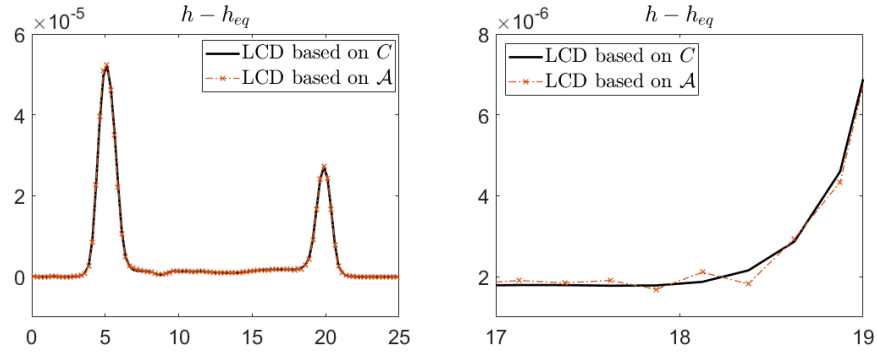 ×10⁻⁵
h − h_eq
6
4
2
0
0 5 10 15 20 25
LCD based on C
LCD based on 𝒜
×10⁻⁶
h − h_eq
8
6
4
2
17 18 19
LCD based on C
LCD based on 𝒜